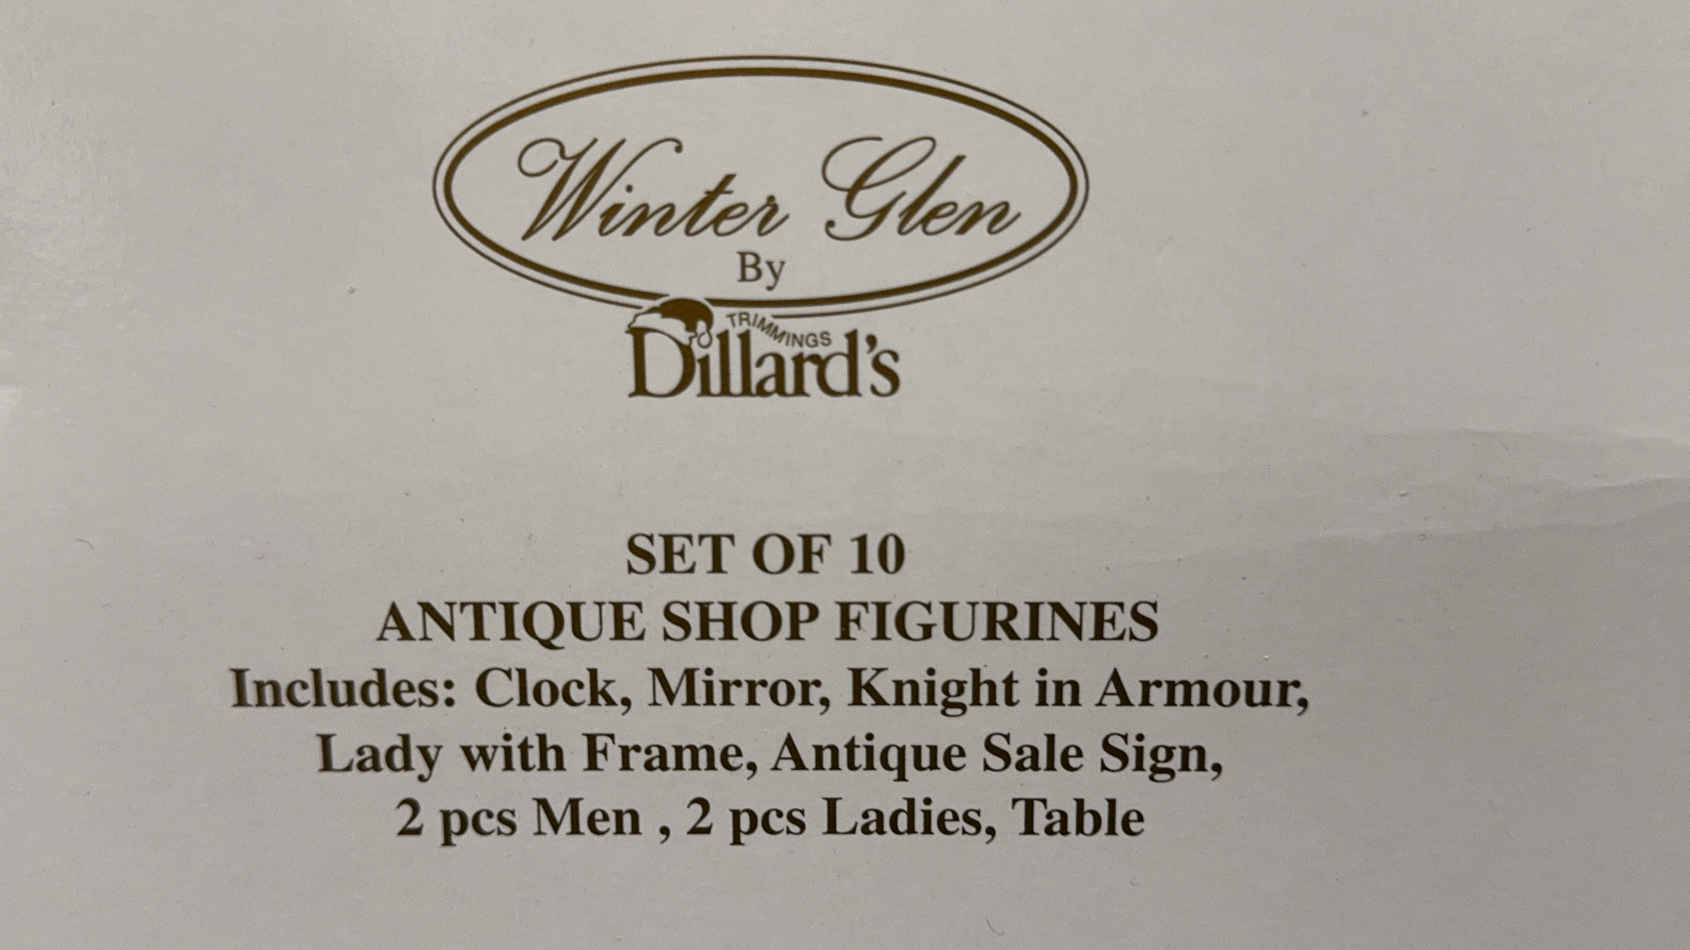 Winter Glen
By
TRIMMINGS
Dillard's
SET OF 10
ANTIQUE SHOP FIGURINES
Includes: Clock, Mirror, Knight in Armour,
Lady with Frame, Antique Sale Sign,
2 pcs Men , 2 pcs Ladies, Table